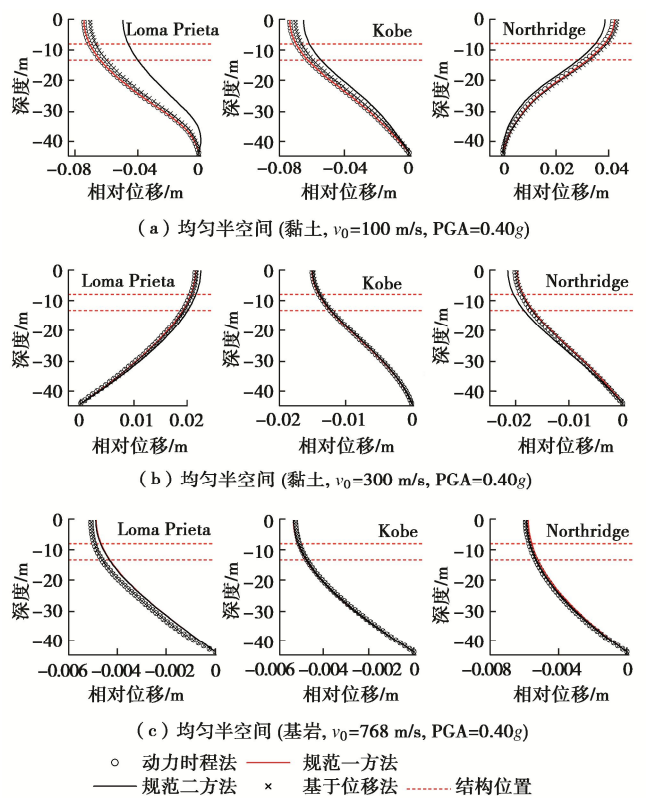 Loma Prieta
Kobe
Northridge
深度/m
0
−10
−20
−30
−40
深度/m
0
−10
−20
−30
−40
深度/m
0
−10
−20
−30
−40
−0.08 −0.04 0
−0.08 −0.04 0
0 0.02 0.04
相对位移/m
相对位移/m
相对位移/m
(a) 均匀半空间 (黏土, v0=100 m/s, PGA=0.40g)
Loma Prieta
Kobe
Northridge
深度/m
0
−10
−20
−30
−40
深度/m
0
−10
−20
−30
−40
深度/m
0
−10
−20
−30
−40
0 0.01 0.02
−0.02 −0.01 0
−0.02 −0.01 0
相对位移/m
相对位移/m
相对位移/m
(b) 均匀半空间 (黏土, v0=300 m/s, PGA=0.40g)
Loma Prieta
Kobe
Northridge
深度/m
0
−10
−20
−30
−40
深度/m
0
−10
−20
−30
−40
深度/m
0
−10
−20
−30
−40
−0.006 −0.004 −0.002 0
−0.006 −0.004 −0.002 0
−0.008 −0.004 0
相对位移/m
相对位移/m
相对位移/m
(c) 均匀半空间 (基岩, v0=768 m/s, PGA=0.40g)
动力时程法 规范一方法
规范二方法 基于位移法 结构位置